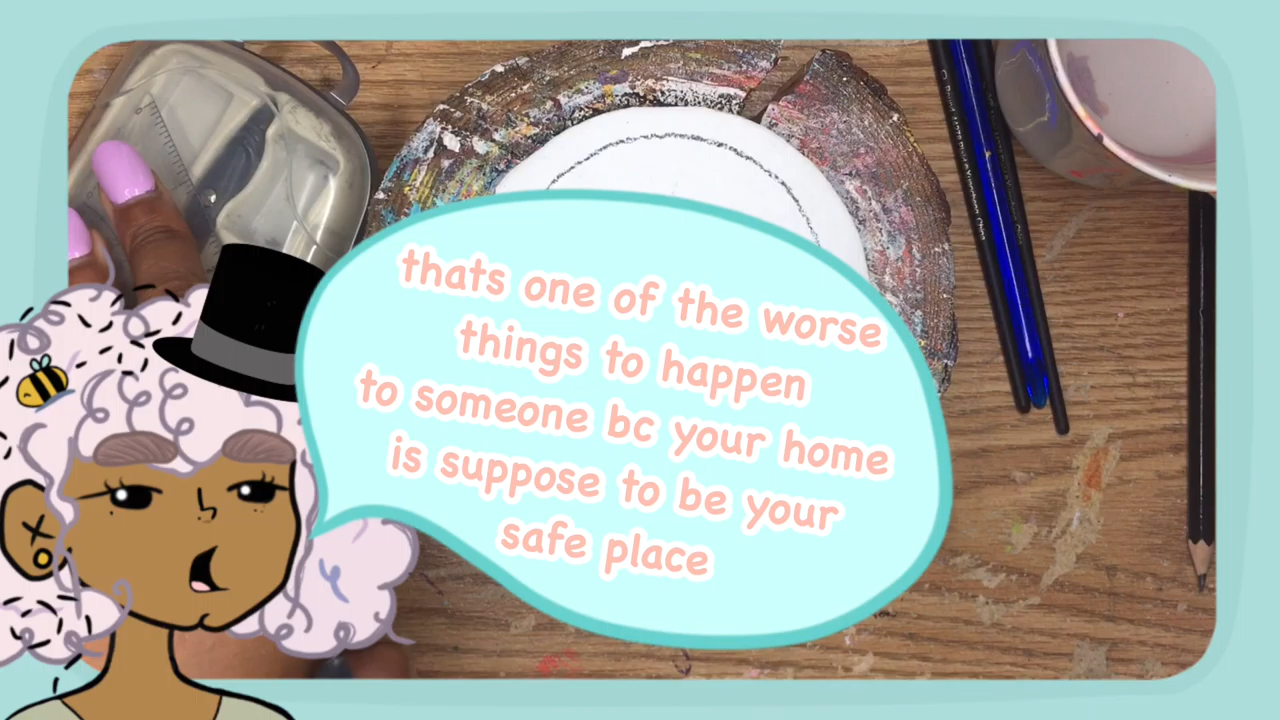 thats one of the worse
things to happen
to someone bc your home
is suppose to be your
safe place